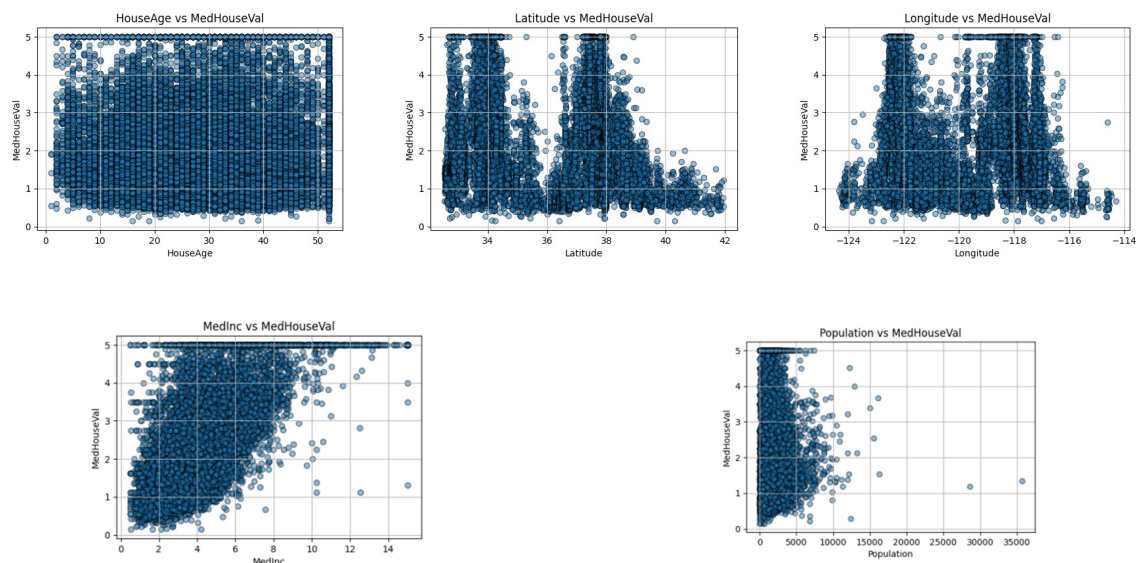 HouseAge vs MedHouseVal
MedHouseVal
5
4
3
2
1
0
0 10 20 30 40 50
HouseAge
Latitude vs MedHouseVal
MedHouseVal
5
4
3
2
1
0
34 36 38 40 42
Latitude
Longitude vs MedHouseVal
MedHouseVal
5
4
3
2
1
0
−124 −122 −120 −118 −116 −114
Longitude
MedInc vs MedHouseVal
MedHouseVal
5
4
3
2
1
0
0 2 4 6 8 10 12 14
MedInc
Population vs MedHouseVal
MedHouseVal
5
4
3
2
1
0
0 5000 10000 15000 20000 25000 30000 35000
Population